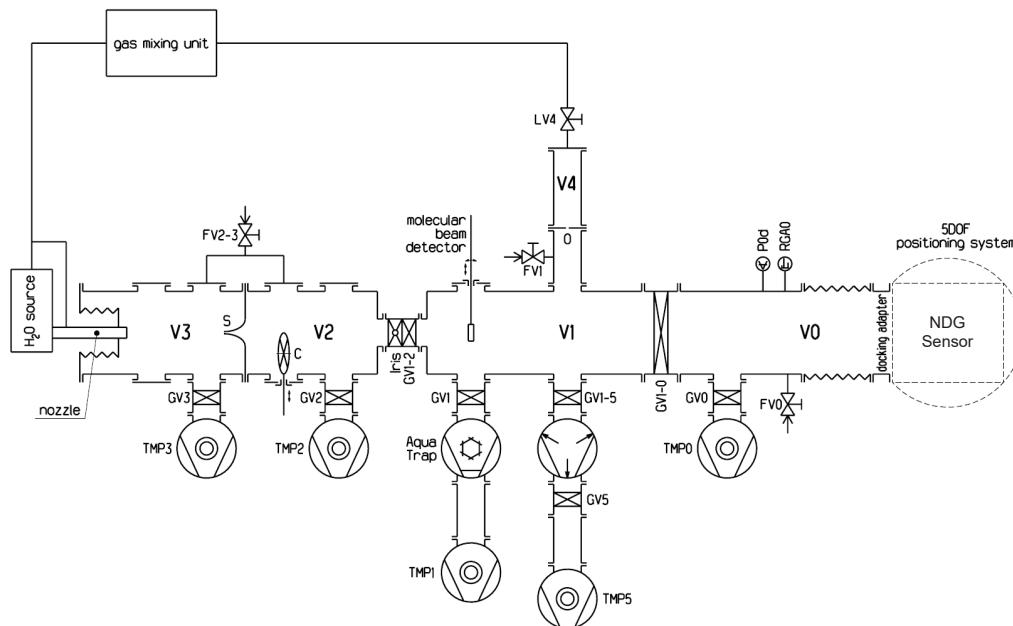 gas mixing unit
LV4
V4
O
molecular
beam
detector
FV2-3
FV1
P0d
RGA0
5DOF
positioning system
H2O source
S
V3
V2
C
Iris
GV1-2
V1
GV1-0
V0
docking adapter
NDG
Sensor
nozzle
GV3
GV2
GV1
GV1-5
GV0
FV0
TMP3
TMP2
Aqua
Trap
TMP0
GV5
TMP1
TMP5